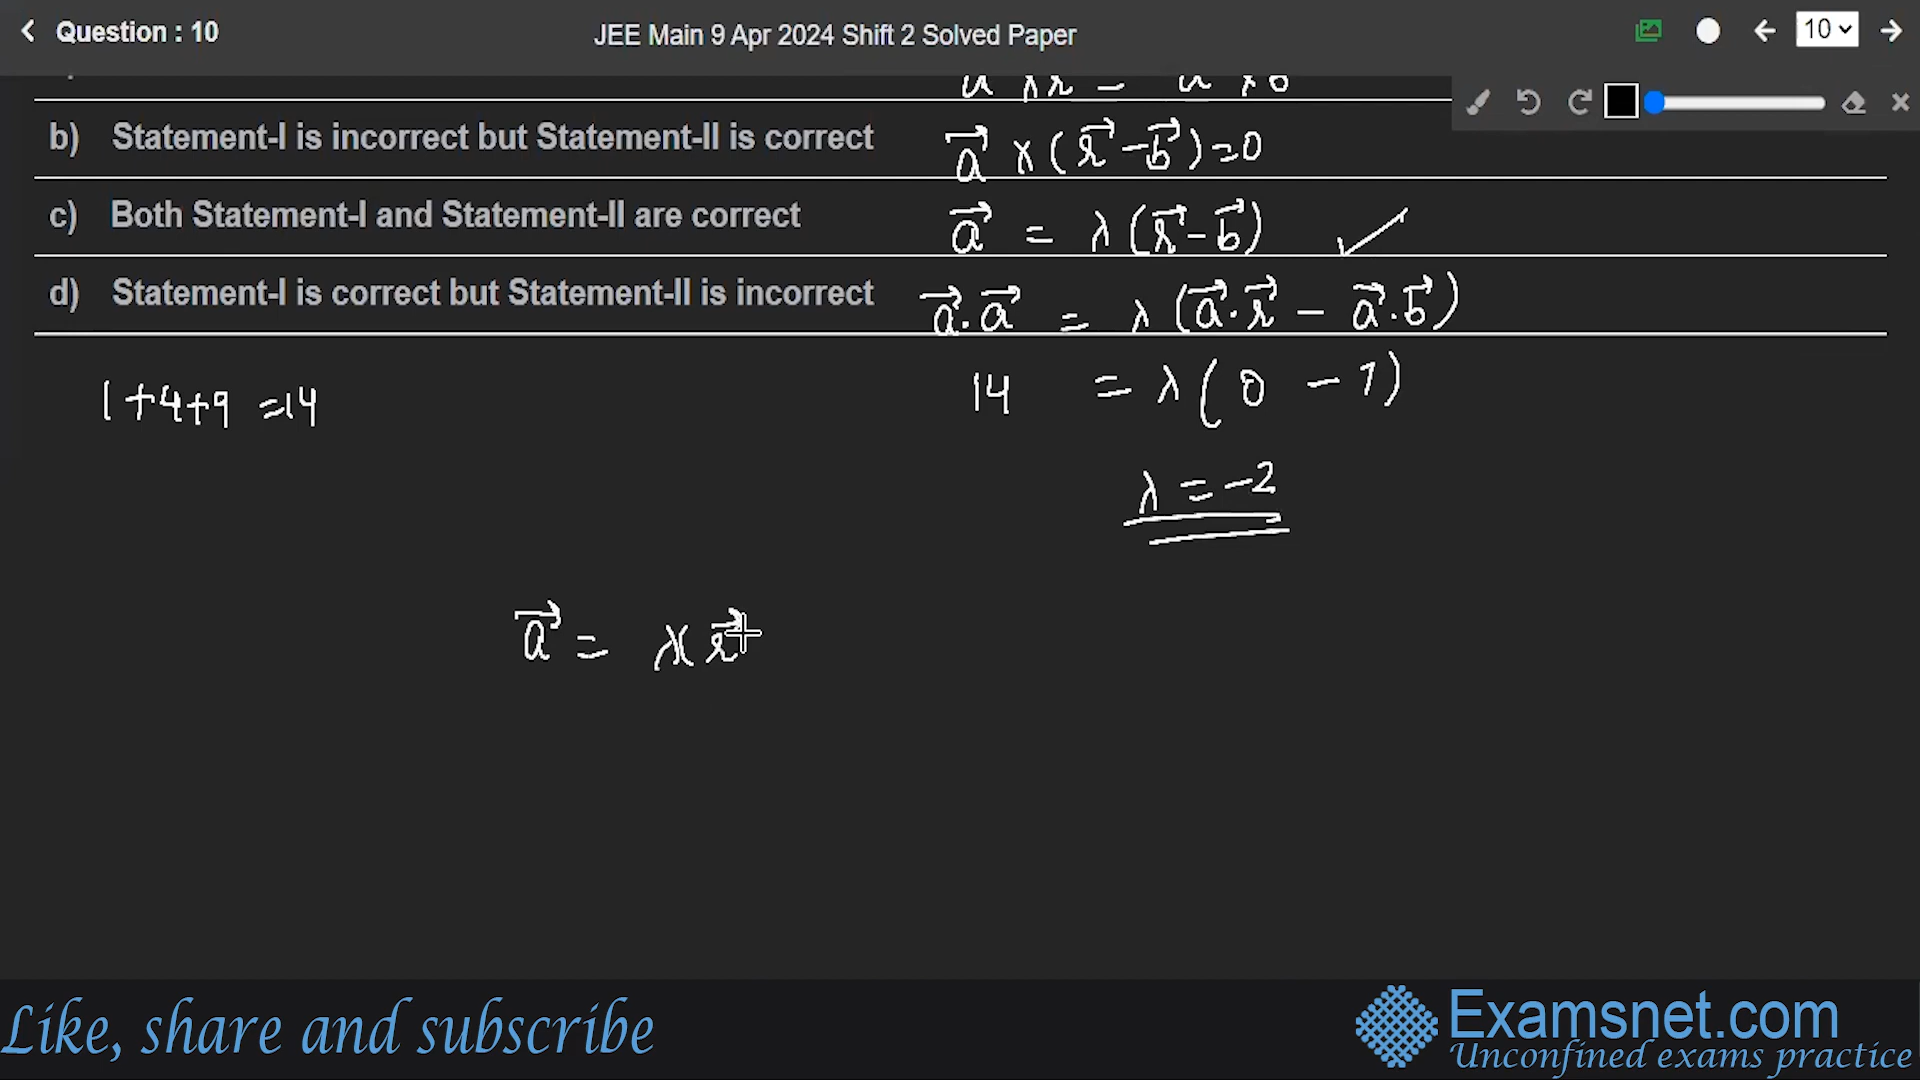 Question : 10
JEE Main 9 Apr 2024 Shift 2 Solved Paper
10
b) Statement-I is incorrect but Statement-II is correct
a⃗ × (r⃗ − b⃗) = 0
c) Both Statement-I and Statement-II are correct
a⃗ = λ (r⃗ − b⃗) ✓
d) Statement-I is correct but Statement-II is incorrect
a⃗ · a⃗ = λ (a⃗ · r⃗ − a⃗ · b⃗)
1 + 4 + 9 = 14
14 = λ ( 0 − 7)
λ = −2
a⃗ = λ r⃗
Like, share and subscribe
Examsnet.com
Unconfined exams practice